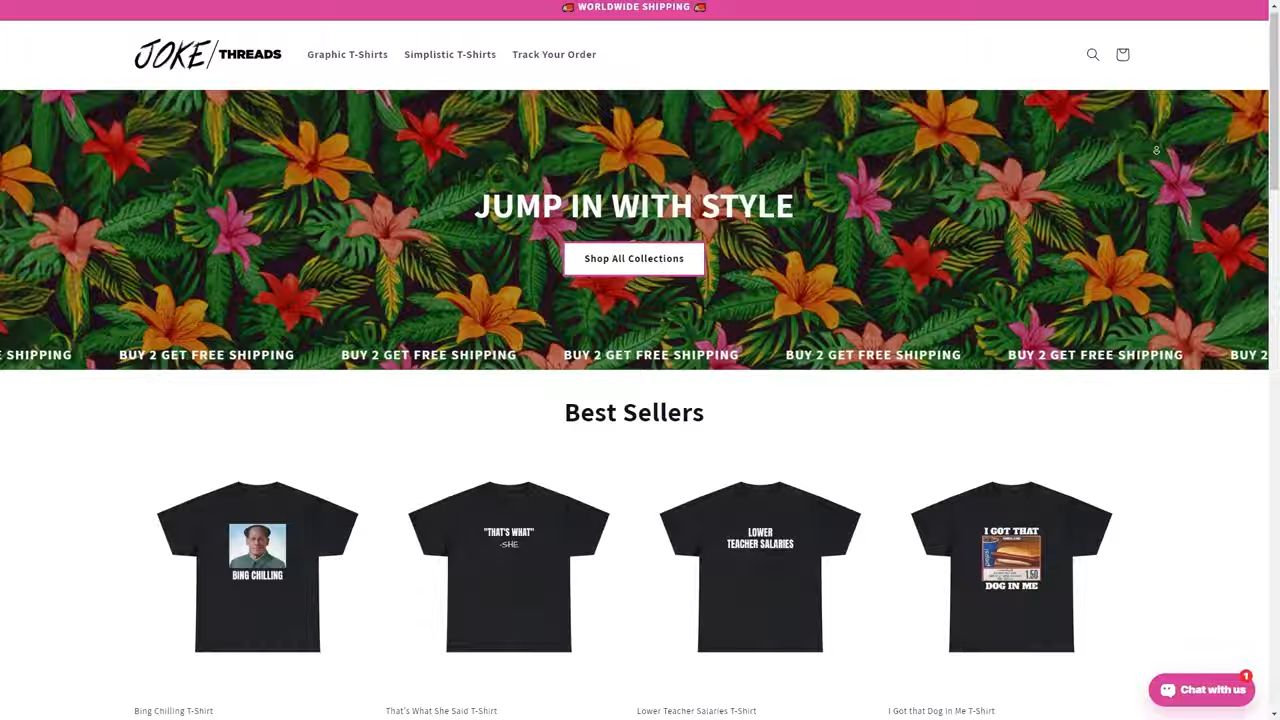 WORLDWIDE SHIPPING
JOKE/THREADS
Graphic T-Shirts
Simplistic T-Shirts
Track Your Order
JUMP IN WITH STYLE
Shop All Collections
E SHIPPING
BUY 2 GET FREE SHIPPING
BUY 2 GET FREE SHIPPING
BUY 2 GET FREE SHIPPING
BUY 2 GET FREE SHIPPING
BUY 2 GET FREE SHIPPING
BUY 2
Best Sellers
BING CHILLING
"THAT'S WHAT"
-SHE
LOWER
TEACHER SALARIES
I GOT THAT
1.50
DOG IN ME
Bing Chilling T-Shirt
That's What She Said T-Shirt
Lower Teacher Salaries T-Shirt
I Got that Dog in Me T-Shirt
1
Chat with us